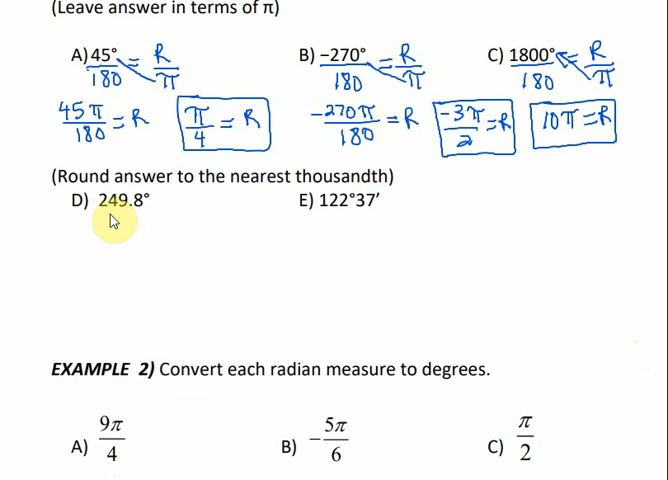 (Leave answer in terms of π)
A) 45° / 180 = R / π    B) -270° / 180 = R / π    C) 1800° / 180 = R / π
45π / 180 = R    π / 4 = R    -270π / 180 = R    -3π / 2 = R    10π = R
(Round answer to the nearest thousandth)
D) 249.8°    E) 122°37′
EXAMPLE 2) Convert each radian measure to degrees.
A) 9π / 4    B) - 5π / 6    C) π / 2